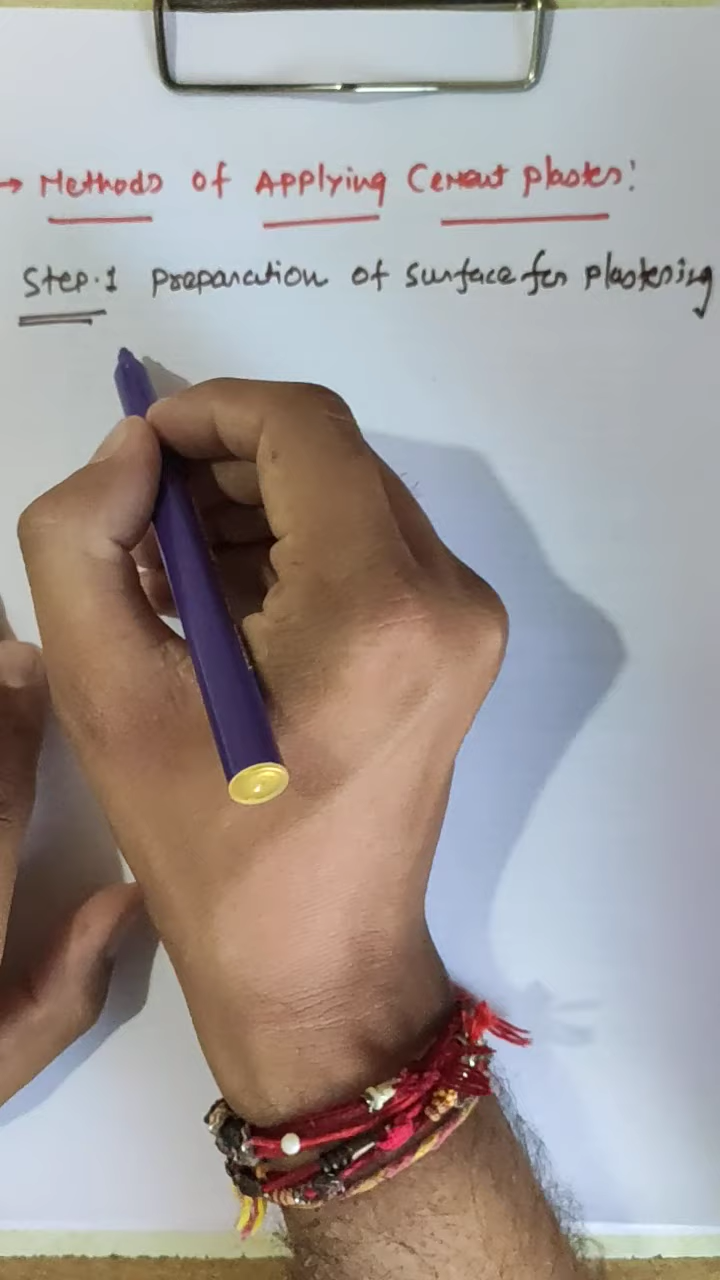 → Methods of Applying Cement plaster:
Step.1 preparation of surface for plastering